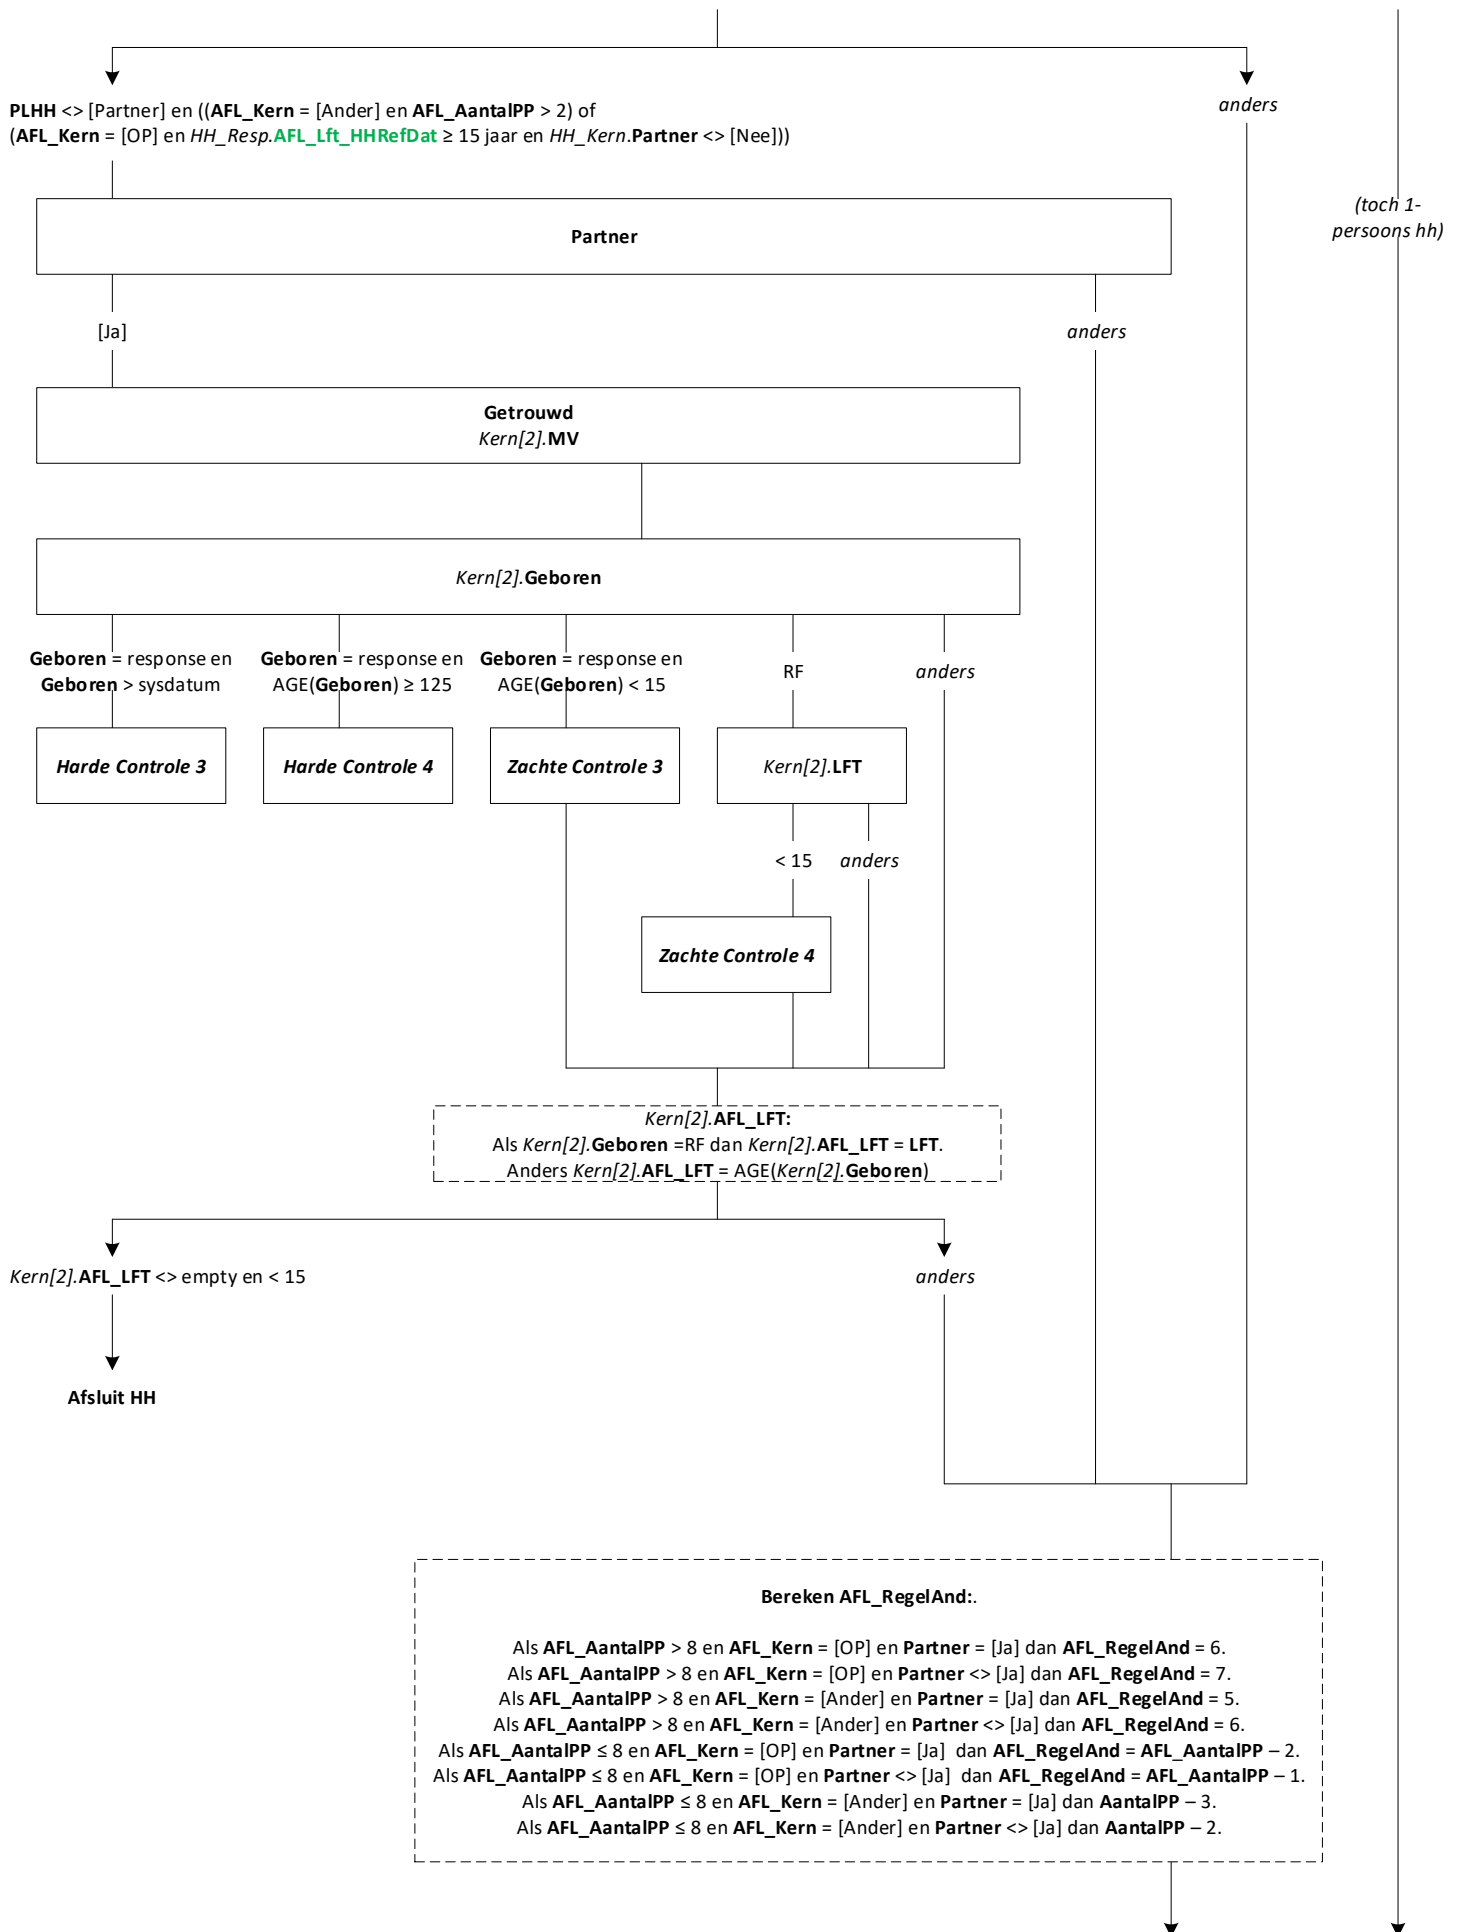 PLHH <> [Partner] en ((AFL_Kern = [Ander] en AFL_AantalPP > 2) of
(AFL_Kern = [OP] en HH_Resp.AFL_Lft_HHRefDat ≥ 15 jaar en HH_Kern.Partner <> [Nee]))
anders
(toch 1-
persoons hh)
Partner
[Ja]
anders
Getrouwd
Kern[2].MV
Kern[2].Geboren
Geboren = response en
Geboren > sysdatum
Geboren = response en
AGE(Geboren) ≥ 125
Geboren = response en
AGE(Geboren) < 15
RF
anders
Harde Controle 3
Harde Controle 4
Zachte Controle 3
Kern[2].LFT
< 15
anders
Zachte Controle 4
Kern[2].AFL_LFT:
Als Kern[2].Geboren =RF dan Kern[2].AFL_LFT = LFT.
Anders Kern[2].AFL_LFT = AGE(Kern[2].Geboren)
Kern[2].AFL_LFT <> empty en < 15
anders
Afsluit HH
Bereken AFL_RegelAnd:.
Als AFL_AantalPP > 8 en AFL_Kern = [OP] en Partner = [Ja] dan AFL_RegelAnd = 6.
Als AFL_AantalPP > 8 en AFL_Kern = [OP] en Partner <> [Ja] dan AFL_RegelAnd = 7.
Als AFL_AantalPP > 8 en AFL_Kern = [Ander] en Partner = [Ja] dan AFL_RegelAnd = 5.
Als AFL_AantalPP > 8 en AFL_Kern = [Ander] en Partner <> [Ja] dan AFL_RegelAnd = 6.
Als AFL_AantalPP ≤ 8 en AFL_Kern = [OP] en Partner = [Ja] dan AFL_RegelAnd = AFL_AantalPP – 2.
Als AFL_AantalPP ≤ 8 en AFL_Kern = [OP] en Partner <> [Ja] dan AFL_RegelAnd = AFL_AantalPP – 1.
Als AFL_AantalPP ≤ 8 en AFL_Kern = [Ander] en Partner = [Ja] dan AantalPP – 3.
Als AFL_AantalPP ≤ 8 en AFL_Kern = [Ander] en Partner <> [Ja] dan AantalPP – 2.